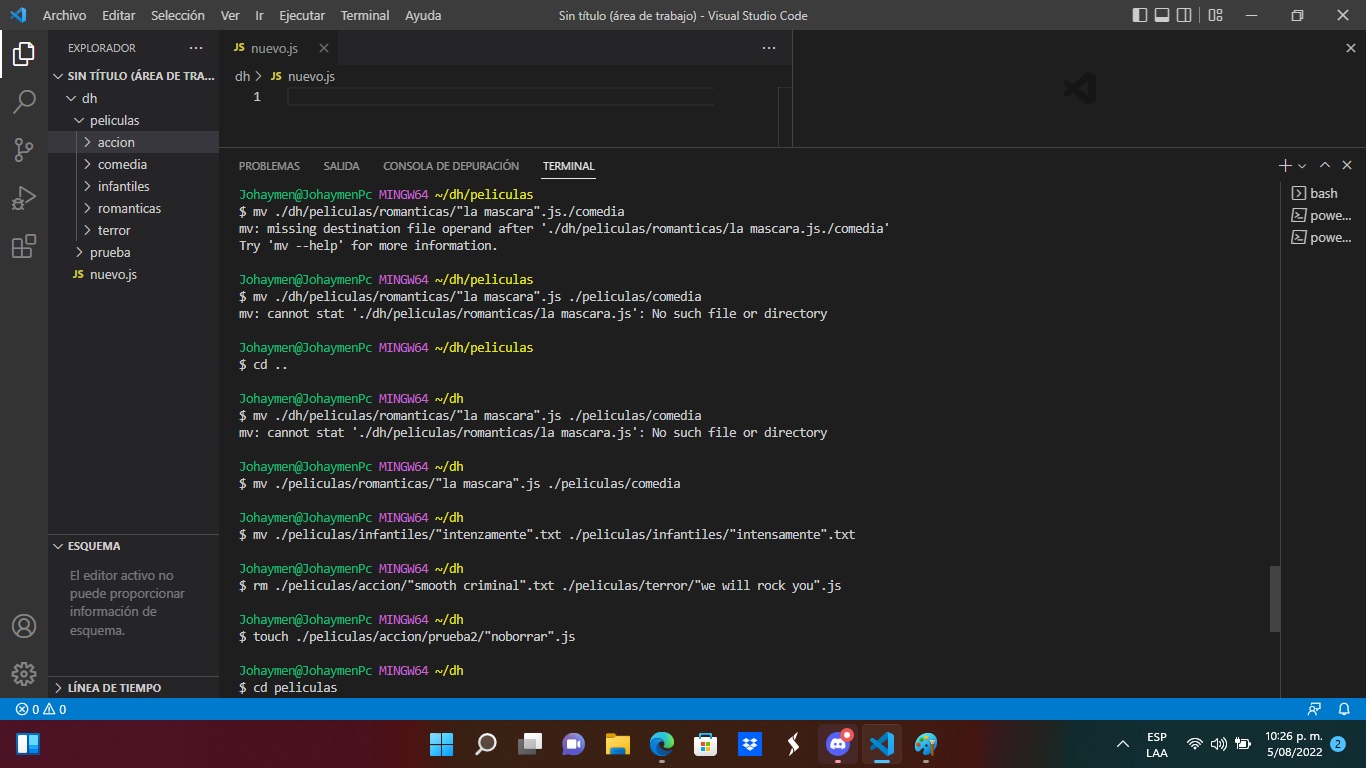 Archivo Editar Selección Ver Ir Ejecutar Terminal Ayuda
Sin título (área de trabajo) - Visual Studio Code
EXPLORADOR ···
SIN TÍTULO (ÁREA DE TRA...
dh
peliculas
accion
comedia
infantiles
romanticas
terror
prueba
JS nuevo.js
ESQUEMA
El editor activo no
puede proporcionar
información de
esquema.
LÍNEA DE TIEMPO
JS nuevo.js
dh > JS nuevo.js
1
PROBLEMAS SALIDA CONSOLA DE DEPURACIÓN TERMINAL
Johaymen@JohaymenPc MINGW64 ~/dh/peliculas
$ mv ./dh/peliculas/romanticas/"la mascara".js./comedia
mv: missing destination file operand after './dh/peliculas/romanticas/la mascara.js./comedia'
Try 'mv --help' for more information.
Johaymen@JohaymenPc MINGW64 ~/dh/peliculas
$ mv ./dh/peliculas/romanticas/"la mascara".js ./peliculas/comedia
mv: cannot stat './dh/peliculas/romanticas/la mascara.js': No such file or directory
Johaymen@JohaymenPc MINGW64 ~/dh/peliculas
$ cd ..
Johaymen@JohaymenPc MINGW64 ~/dh
$ mv ./dh/peliculas/romanticas/"la mascara".js ./peliculas/comedia
mv: cannot stat './dh/peliculas/romanticas/la mascara.js': No such file or directory
Johaymen@JohaymenPc MINGW64 ~/dh
$ mv ./peliculas/romanticas/"la mascara".js ./peliculas/comedia
Johaymen@JohaymenPc MINGW64 ~/dh
$ mv ./peliculas/infantiles/"intenzamente".txt ./peliculas/infantiles/"intensamente".txt
Johaymen@JohaymenPc MINGW64 ~/dh
$ rm ./peliculas/accion/"smooth criminal".txt ./peliculas/terror/"we will rock you".js
Johaymen@JohaymenPc MINGW64 ~/dh
$ touch ./peliculas/accion/prueba2/"noborrar".js
Johaymen@JohaymenPc MINGW64 ~/dh
$ cd peliculas
bash
powe...
powe...
0 0
ESP
LAA
10:26 p. m.
5/08/2022
2